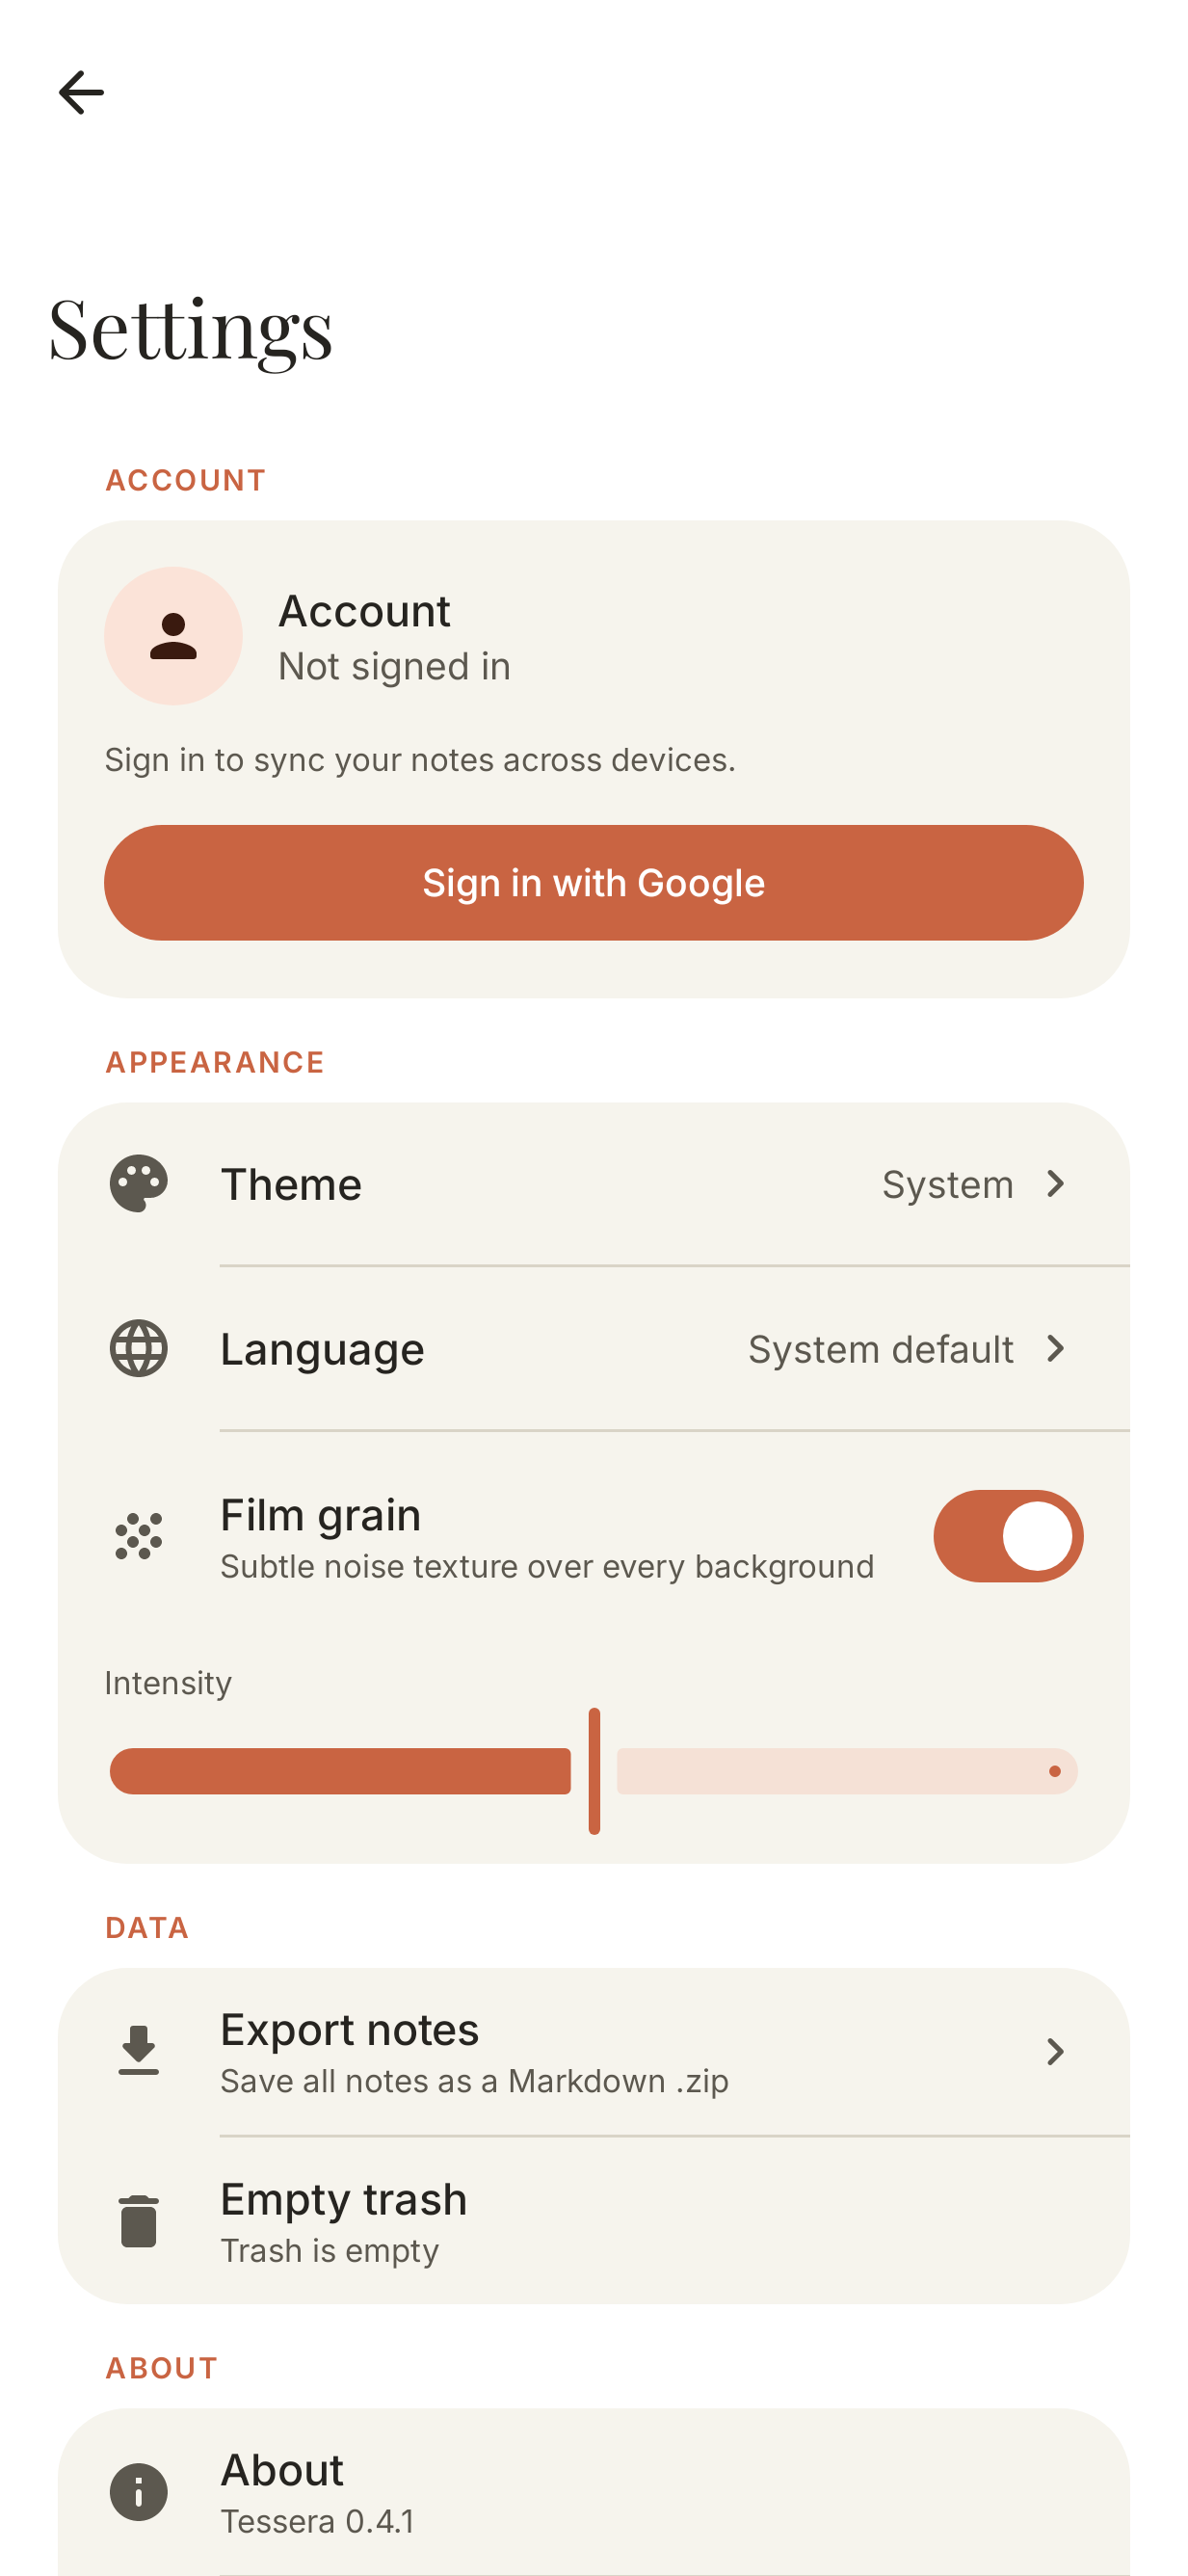 Settings
ACCOUNT
Account
Not signed in
Sign in to sync your notes across devices.
Sign in with Google
APPEARANCE
Theme System
Language System default
Film grain
Subtle noise texture over every background
Intensity
DATA
Export notes
Save all notes as a Markdown .zip
Empty trash
Trash is empty
ABOUT
About
Tessera 0.4.1